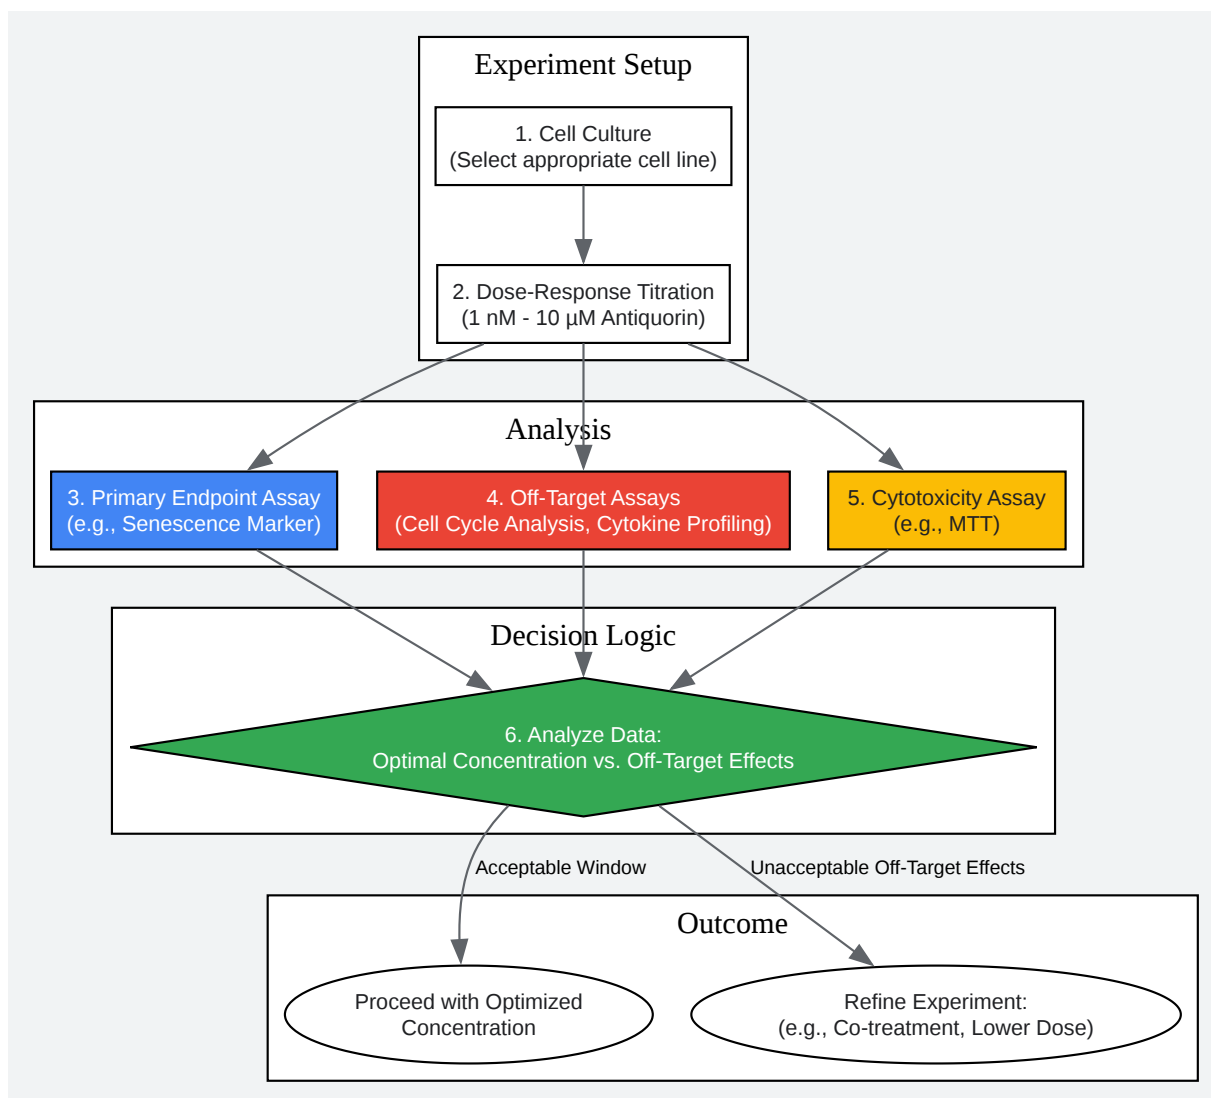 Experiment Setup
1. Cell Culture
(Select appropriate cell line)
2. Dose-Response Titration
(1 nM - 10 µM Antiquorin)
Analysis
3. Primary Endpoint Assay
(e.g., Senescence Marker)
4. Off-Target Assays
(Cell Cycle Analysis, Cytokine Profiling)
5. Cytotoxicity Assay
(e.g., MTT)
Decision Logic
6. Analyze Data:
Optimal Concentration vs. Off-Target Effects
Acceptable Window
Unacceptable Off-Target Effects
Outcome
Proceed with Optimized
Concentration
Refine Experiment:
(e.g., Co-treatment, Lower Dose)